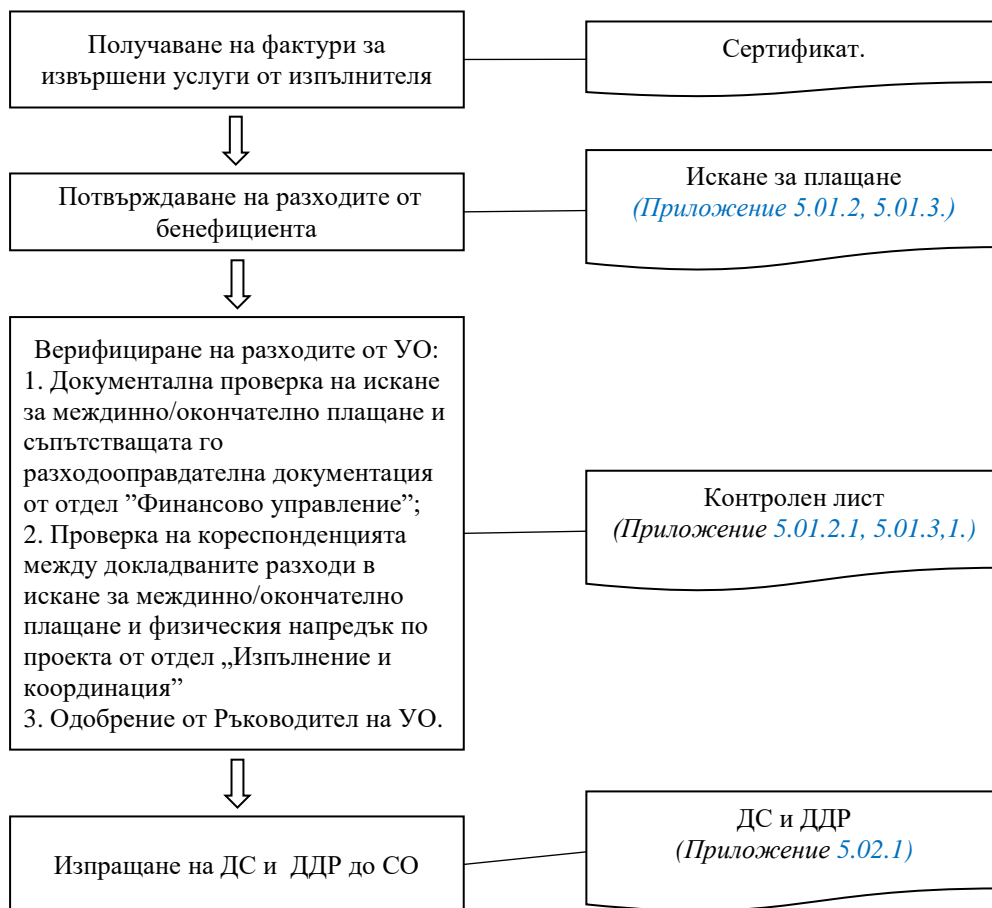 Получаване на фактури за
извършени услуги от изпълнителя
Сертификат.
Потвърждаване на разходите от
бенефициента
Искане за плащане
(Приложение 5.01.2, 5.01.3.)
Верифициране на разходите от УО:
1. Документална проверка на искане
за междинно/окончателно плащане и
съпътстващата го
разходооправдателна документация
от отдел ”Финансово управление”;
2. Проверка на кореспонденцията
между докладваните разходи в
искане за междинно/окончателно
плащане и физическия напредък по
проекта от отдел „Изпълнение и
координация”
3. Одобрение от Ръководител на УО.
Контролен лист
(Приложение 5.01.2.1, 5.01.3,1.)
Изпращане на ДС и ДДР до СО
ДС и ДДР
(Приложение 5.02.1)